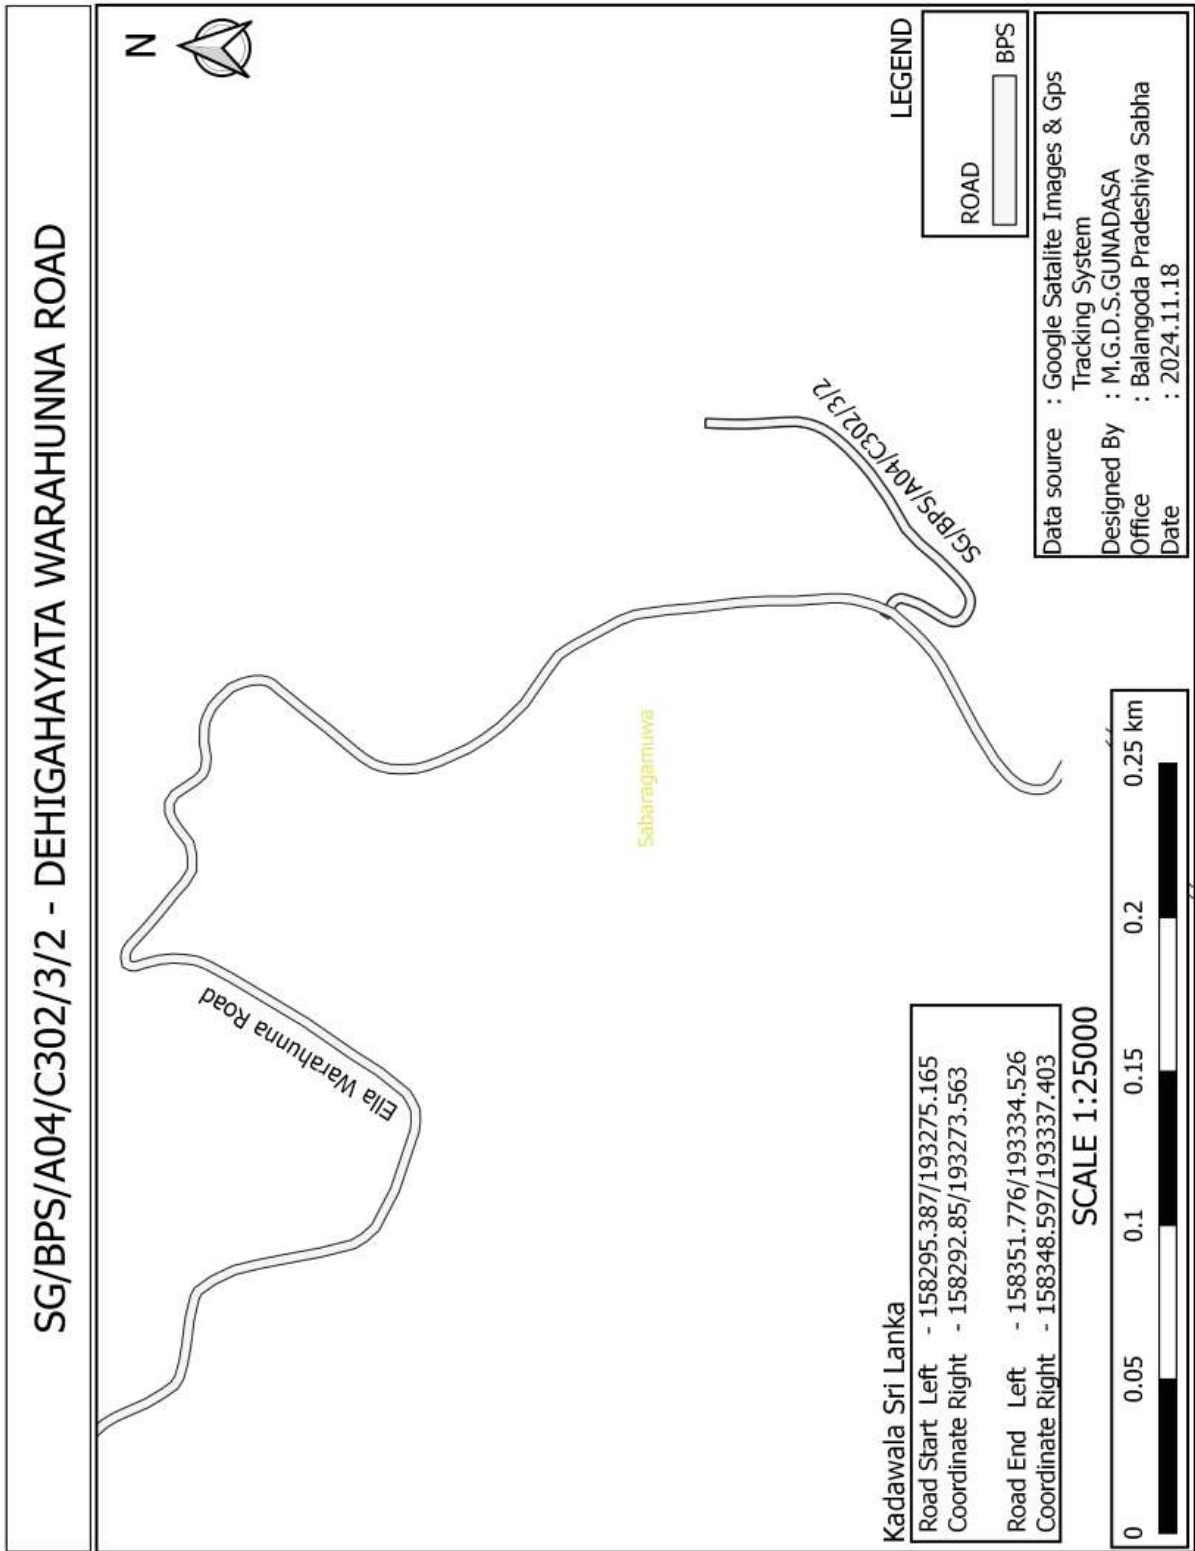 SG/BPS/A04/C302/3/2 - DEHIGAHAYATA WARAHUNNA ROAD
N
Ella Warahunna Road
Sabaragamuwa
SG/BPS/A04/C302/3/2
LEGEND
ROAD
BPS
Kadawala Sri Lanka
Road Start Left - 158295.387/193275.165
Coordinate Right - 158292.85/193273.563
Road End Left - 158351.776/193334.526
Coordinate Right - 158348.597/193337.403
SCALE 1:25000
0 0.05 0.1 0.15 0.2 0.25 km
Data source : Google Satalite Images & Gps
Tracking System
Designed By : M.G.D.S.GUNADASA
Office : Balangoda Pradeshiya Sabha
Date : 2024.11.18